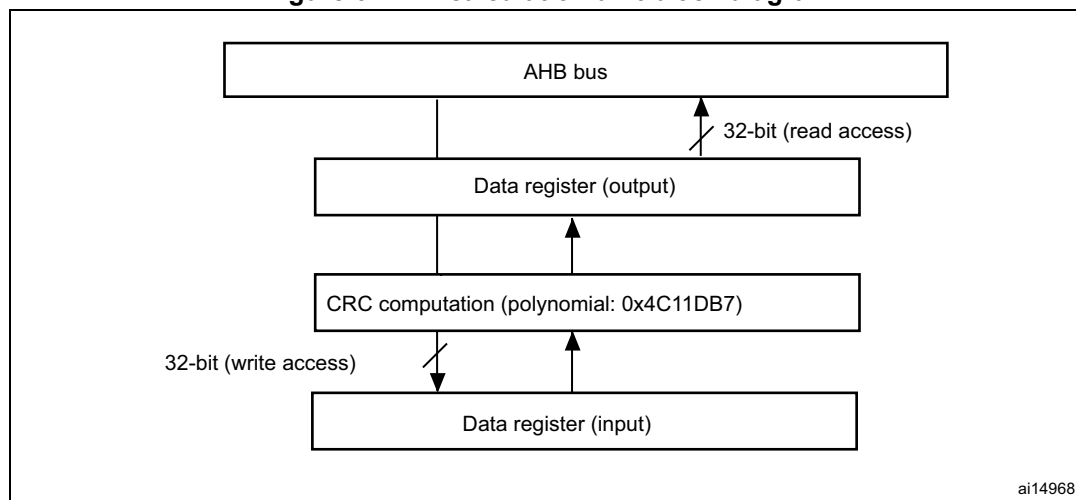 AHB bus
32-bit (read access)
Data register (output)
CRC computation (polynomial: 0x4C11DB7)
32-bit (write access)
Data register (input)
ai14968